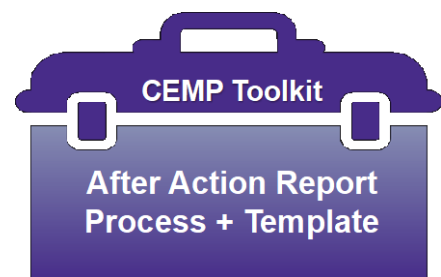 CEMP Toolkit
After Action Report
Process + Template